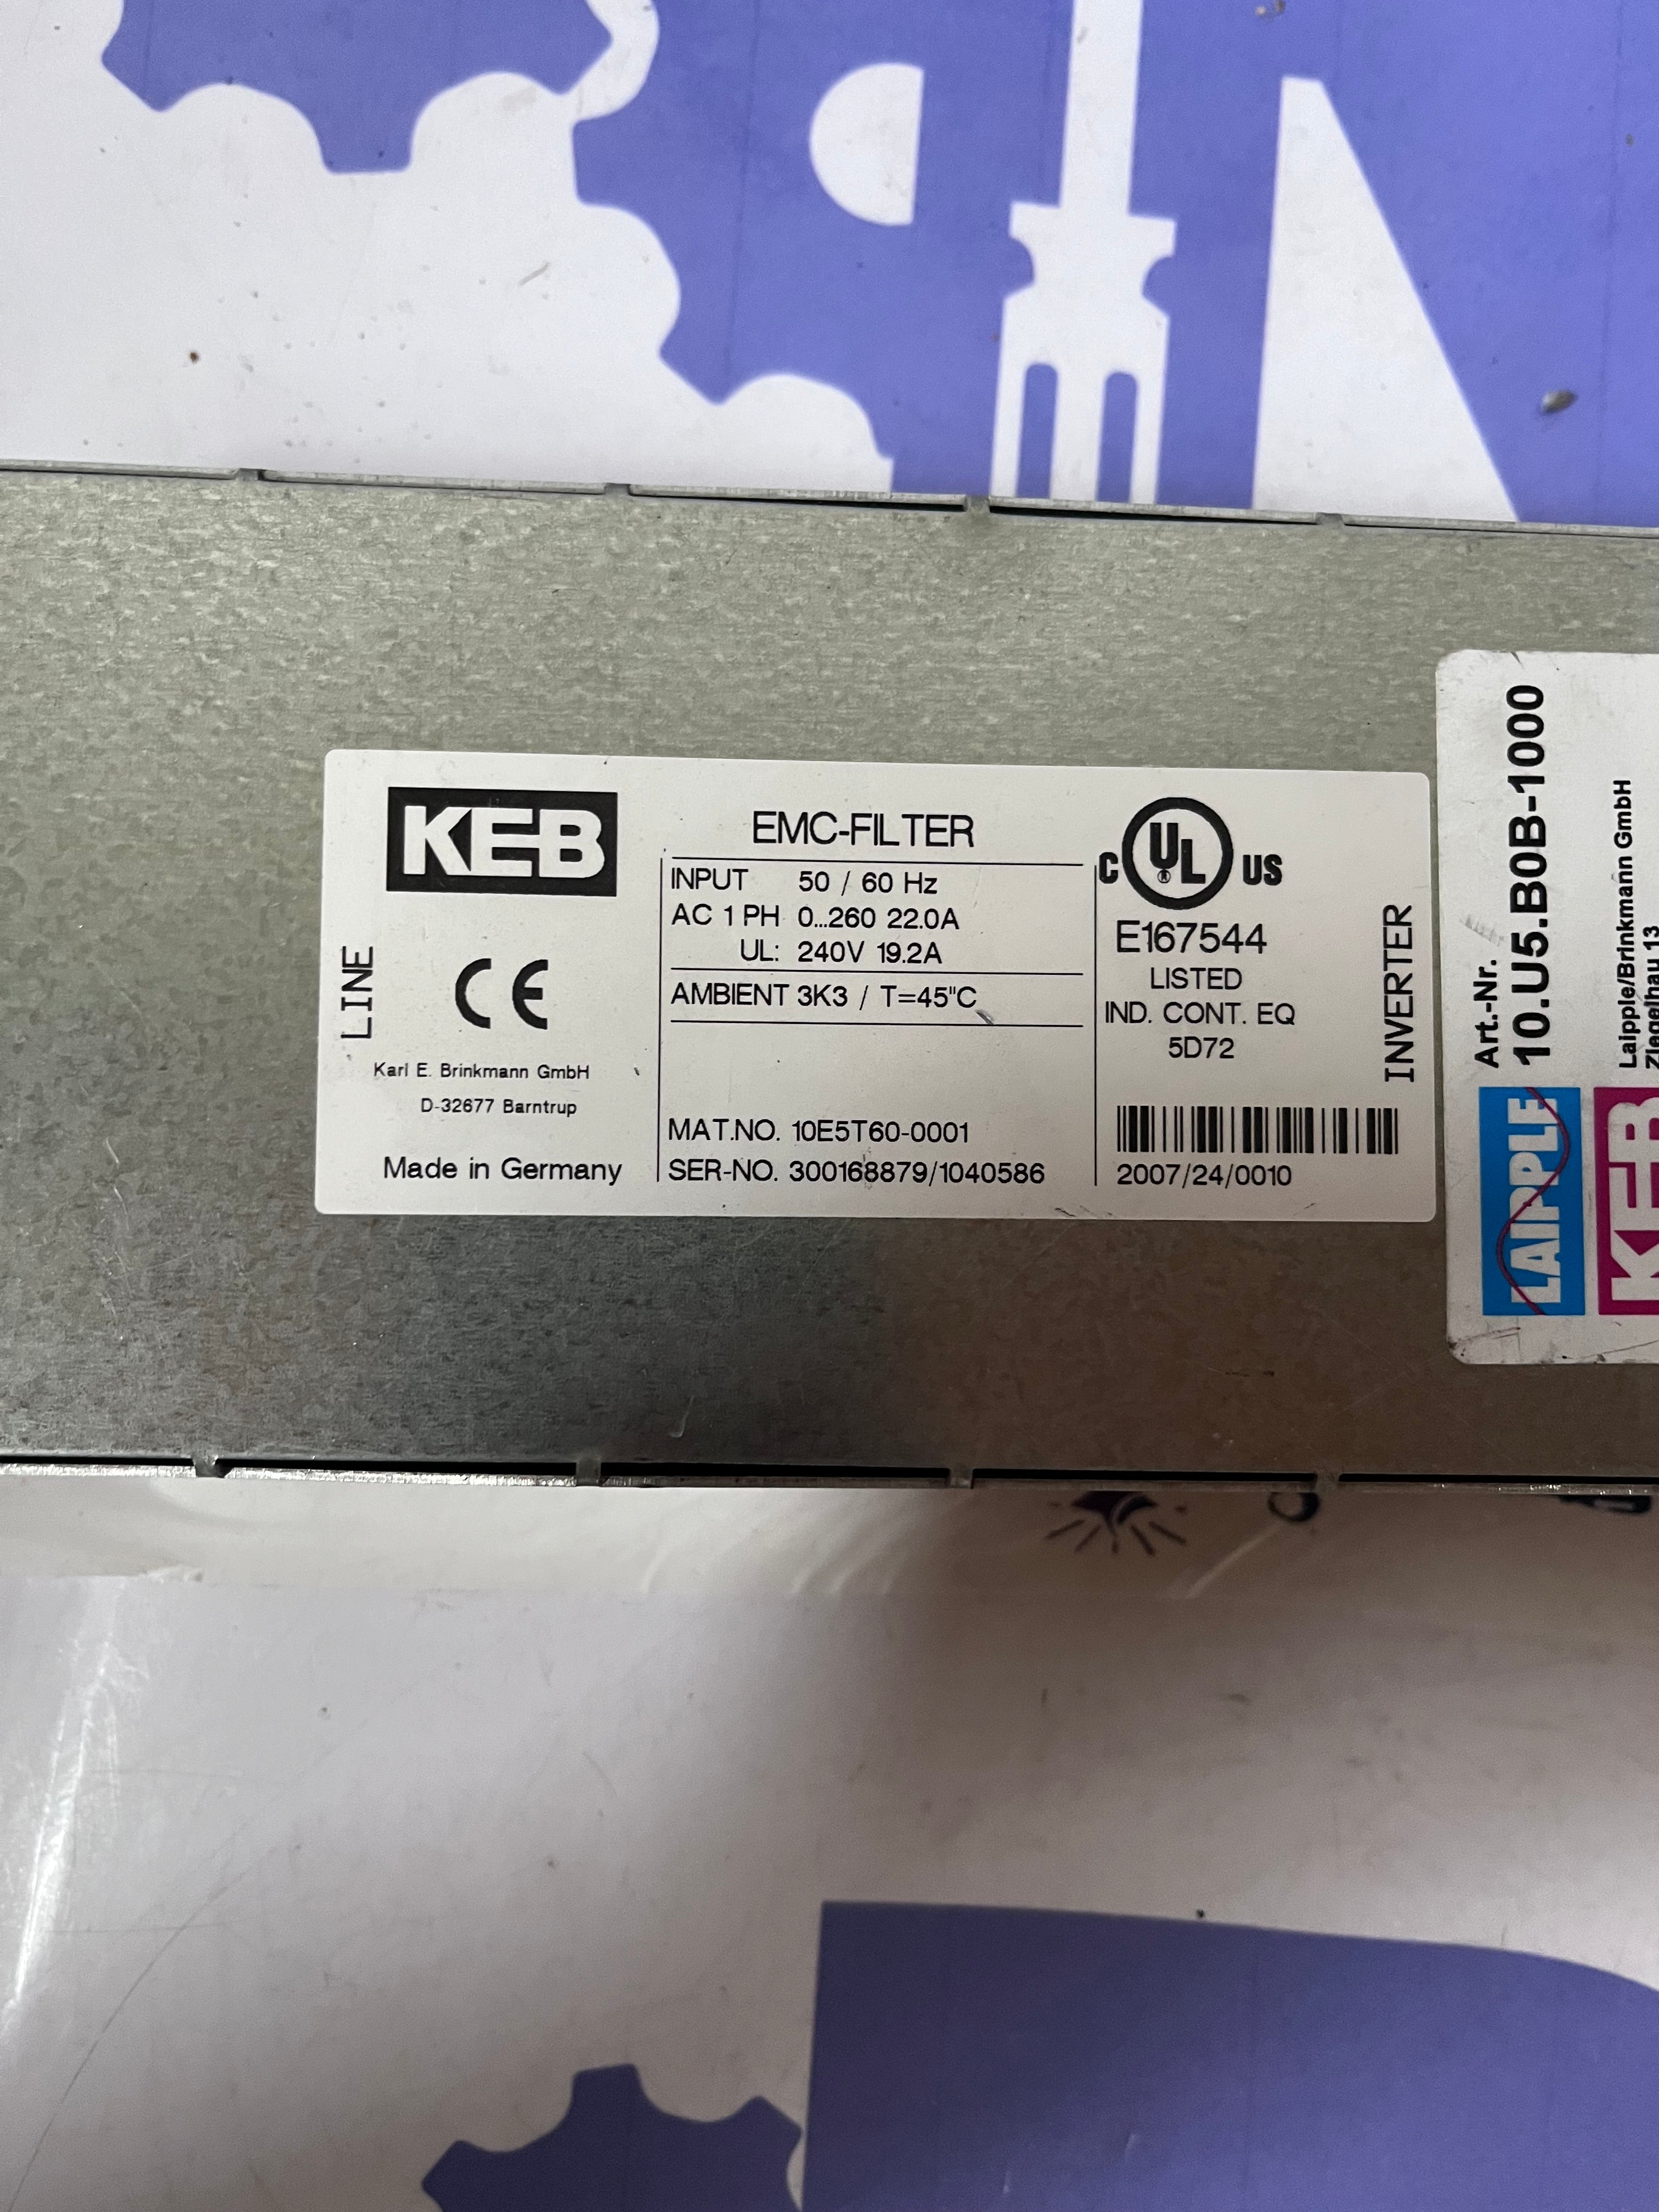 KEB
EMC-FILTER
INPUT 50 / 60 Hz
AC 1 PH 0...260 22.0A
UL: 240V 19.2A
AMBIENT 3K3 / T=45"C
MAT.NO. 10E5T60-0001
SER-NO. 300168879/1040586
LINE
CE
Karl E. Brinkmann GmbH
D-32677 Barntrup
Made in Germany
C UL US
®
E167544
LISTED
IND. CONT. EQ
5D72
2007/24/0010
INVERTER
Art.-Nr.
10.U5.B0B-1000
Laipple/Brinkmann GmbH
Ziegelhau 13
LAIPPLE
KEB